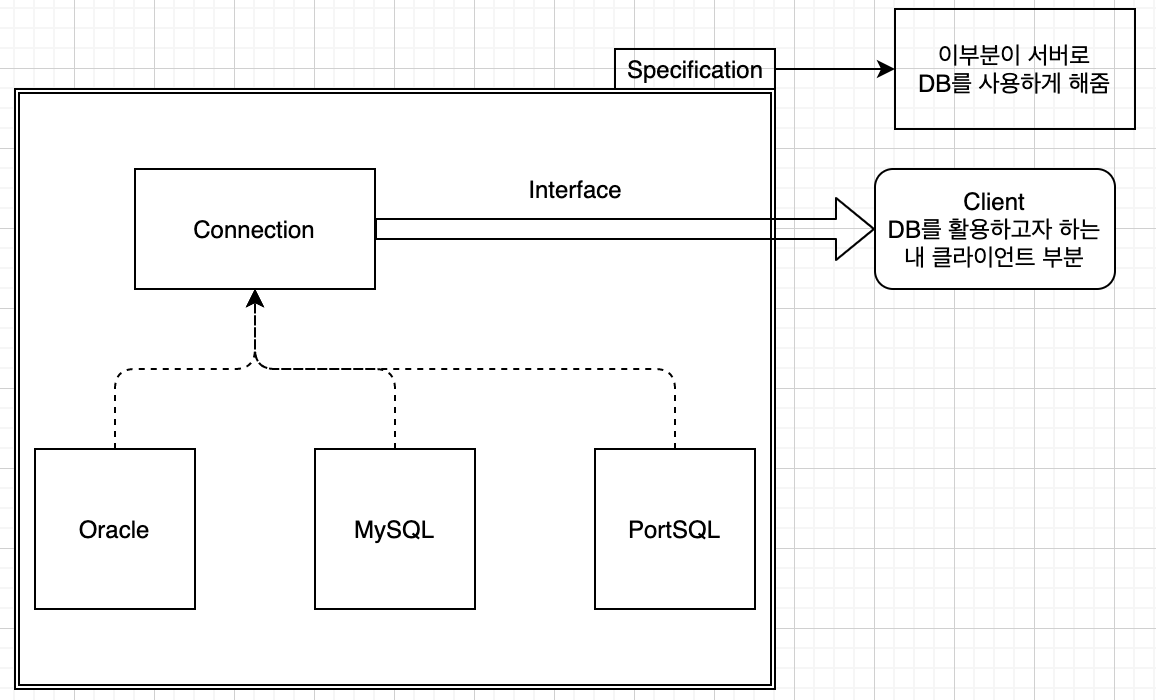 Specification
이부분이 서버로
DB를 사용하게 해줌
Interface
Connection
Client
DB를 활용하고자 하는
내 클라이언트 부분
Oracle
MySQL
PortSQL